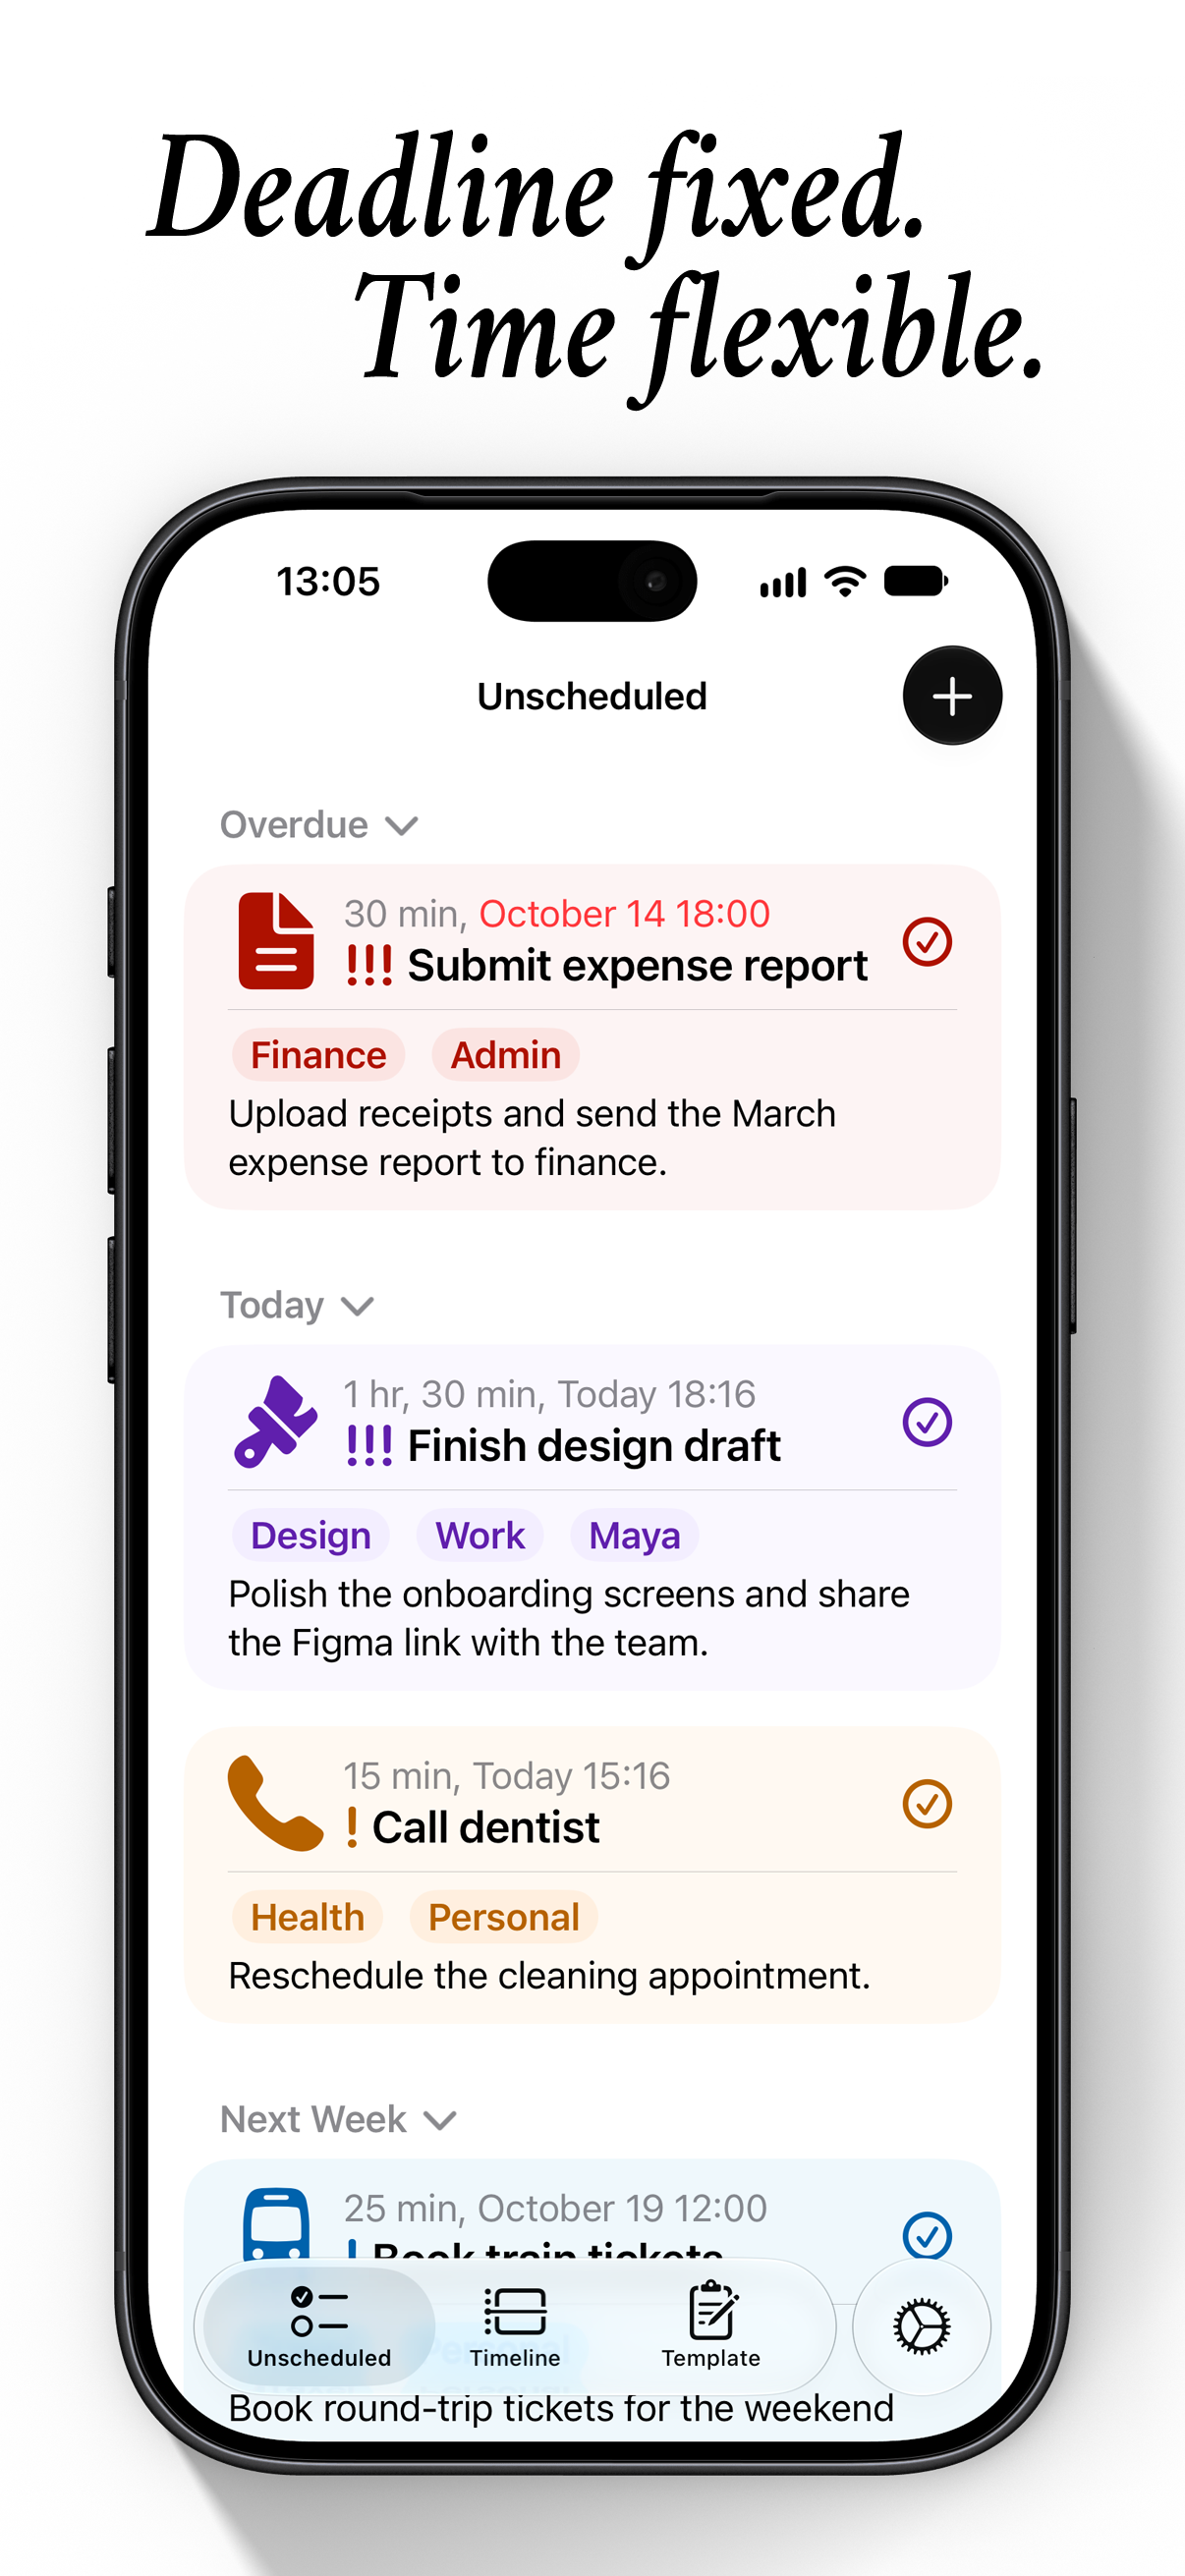 Deadline fixed.
Time flexible.
13:05
Unscheduled
Overdue
30 min, October 14 18:00
!!! Submit expense report
Finance Admin
Upload receipts and send the March
expense report to finance.
Today
1 hr, 30 min, Today 18:16
!!! Finish design draft
Design Work Maya
Polish the onboarding screens and share
the Figma link with the team.
15 min, Today 15:16
! Call dentist
Health Personal
Reschedule the cleaning appointment.
Next Week
25 min, October 19 12:00
! Book train tickets
Personal
Unscheduled Timeline Template
Book round-trip tickets for the weekend